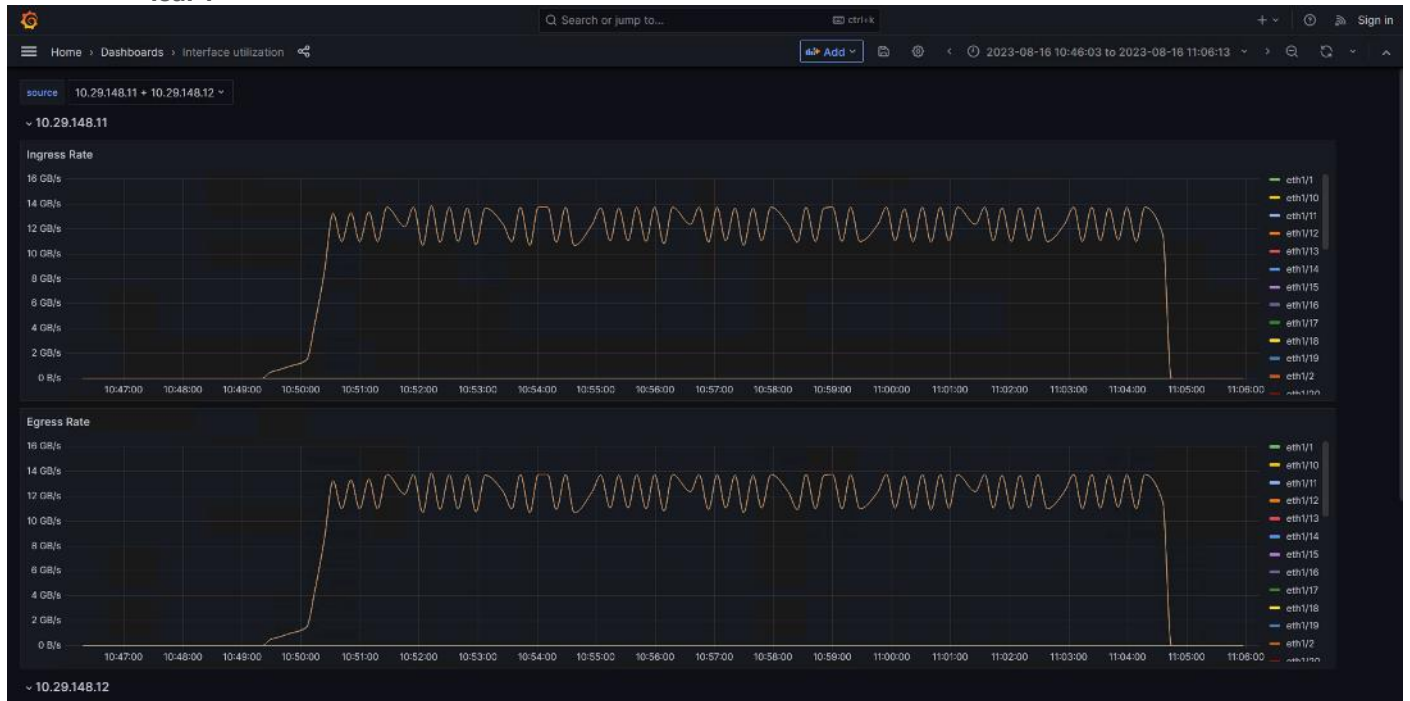 Search or jump to...
ctrl+k
Sign in
Home › Dashboards › Interface utilization
Add
2023-08-16 10:46:03 to 2023-08-16 11:06:13
source 10.29.148.11 + 10.29.148.12
10.29.148.11
Ingress Rate
16 GB/s
14 GB/s
12 GB/s
10 GB/s
8 GB/s
6 GB/s
4 GB/s
2 GB/s
0 B/s
10:47:00 10:48:00 10:49:00 10:50:00 10:51:00 10:52:00 10:53:00 10:54:00 10:55:00 10:56:00 10:57:00 10:58:00 10:59:00 11:00:00 11:01:00 11:02:00 11:03:00 11:04:00 11:05:00 11:06:00
eth1/1
eth1/10
eth1/11
eth1/12
eth1/13
eth1/14
eth1/15
eth1/16
eth1/17
eth1/18
eth1/19
eth1/2
eth1/20
Egress Rate
16 GB/s
14 GB/s
12 GB/s
10 GB/s
8 GB/s
6 GB/s
4 GB/s
2 GB/s
0 B/s
10:47:00 10:48:00 10:49:00 10:50:00 10:51:00 10:52:00 10:53:00 10:54:00 10:55:00 10:56:00 10:57:00 10:58:00 10:59:00 11:00:00 11:01:00 11:02:00 11:03:00 11:04:00 11:05:00 11:06:00
eth1/1
eth1/10
eth1/11
eth1/12
eth1/13
eth1/14
eth1/15
eth1/16
eth1/17
eth1/18
eth1/19
eth1/2
eth1/20
10.29.148.12